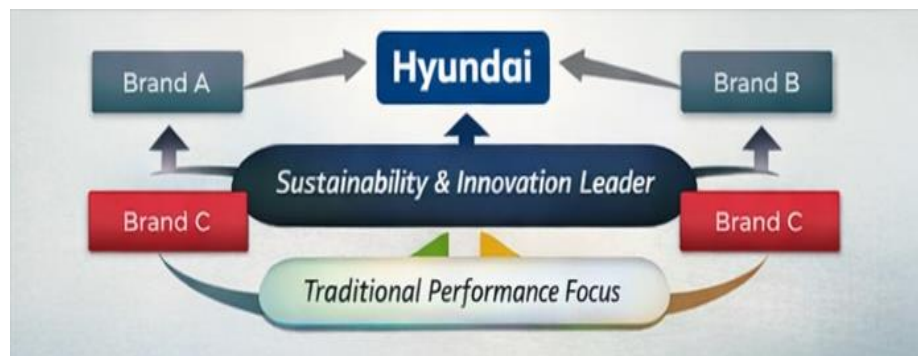 Hyundai
Brand A
Brand B
Sustainability & Innovation Leader
Brand C
Brand C
Traditional Performance Focus